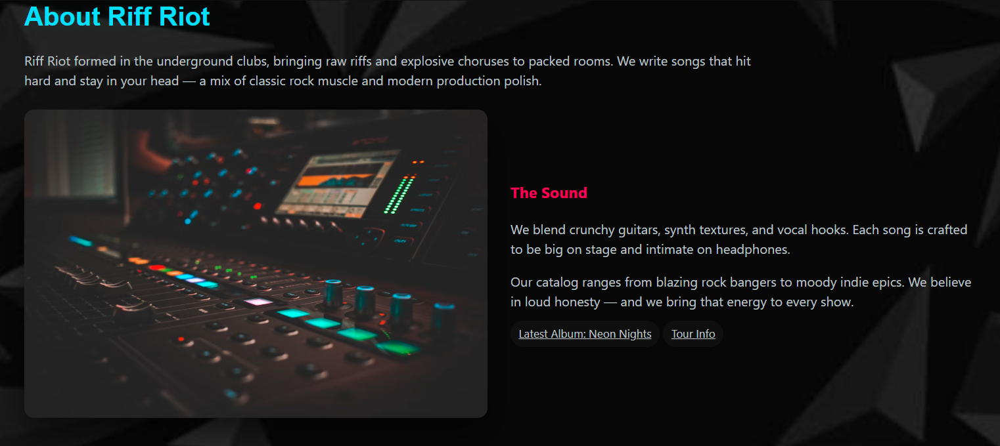 About Riff Riot
Riff Riot formed in the underground clubs, bringing raw riffs and explosive choruses to packed rooms. We write songs that hit
hard and stay in your head — a mix of classic rock muscle and modern production polish.
The Sound
We blend crunchy guitars, synth textures, and vocal hooks. Each song is crafted
to be big on stage and intimate on headphones.
Our catalog ranges from blazing rock bangers to moody indie epics. We believe
in loud honesty — and we bring that energy to every show.
Latest Album: Neon Nights Tour Info